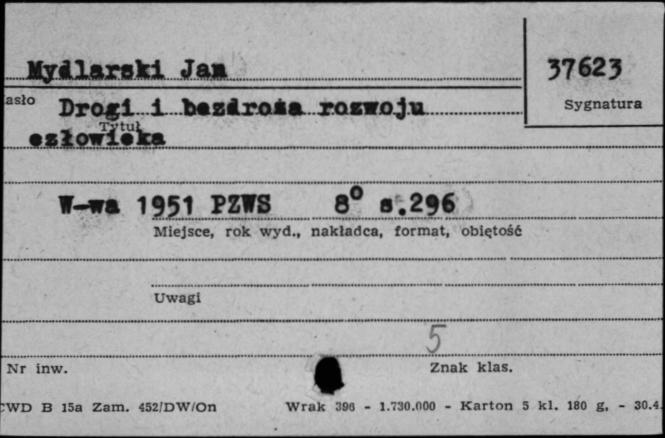 Mydlarski Jan
37623
asło
Drogi i bezdroża rozwoju
Sygnatura
Tytuł
człowieka
W-wa 1951 PZWS 8° s.296
Miejsce, rok wyd., nakładca, format, objętość
Uwagi
5
Nr inw.
Znak klas.
CWD B 15a Zam. 452/DW/On Wrak 396 - 1.730.000 - Karton 5 kl. 180 g. - 30.4.